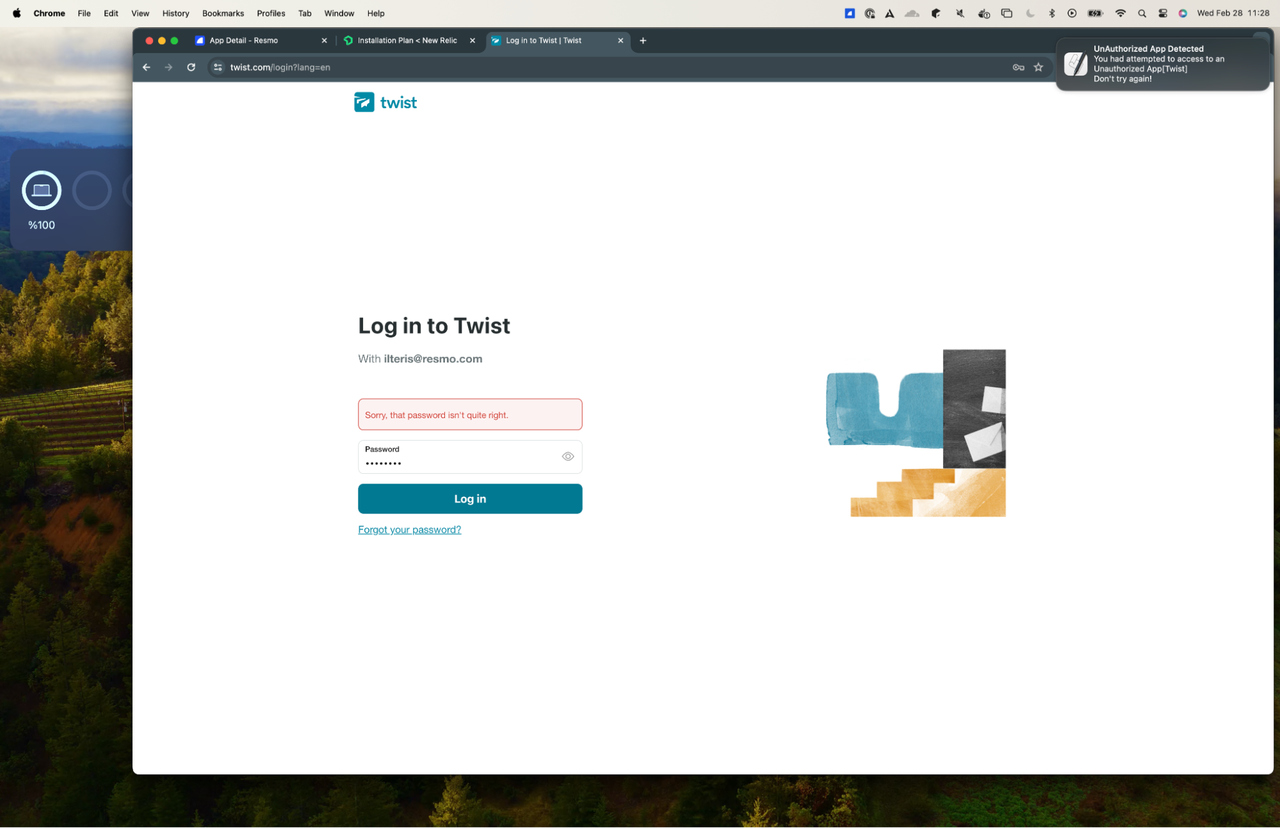 Chrome File Edit View History Bookmarks Profiles Tab Window Help Wed Feb 28 11:28
App Detail - Resmo
Installation Plan < New Relic
Log in to Twist | Twist
twist.com/login?lang=en
UnAuthorized App Detected
You had attempted to access to an
Unauthorized App[Twist]
Don't try again!
twist
%100
Log in to Twist
With ilteris@resmo.com
Sorry, that password isn't quite right.
Password
••••••••
Log in
Forgot your password?